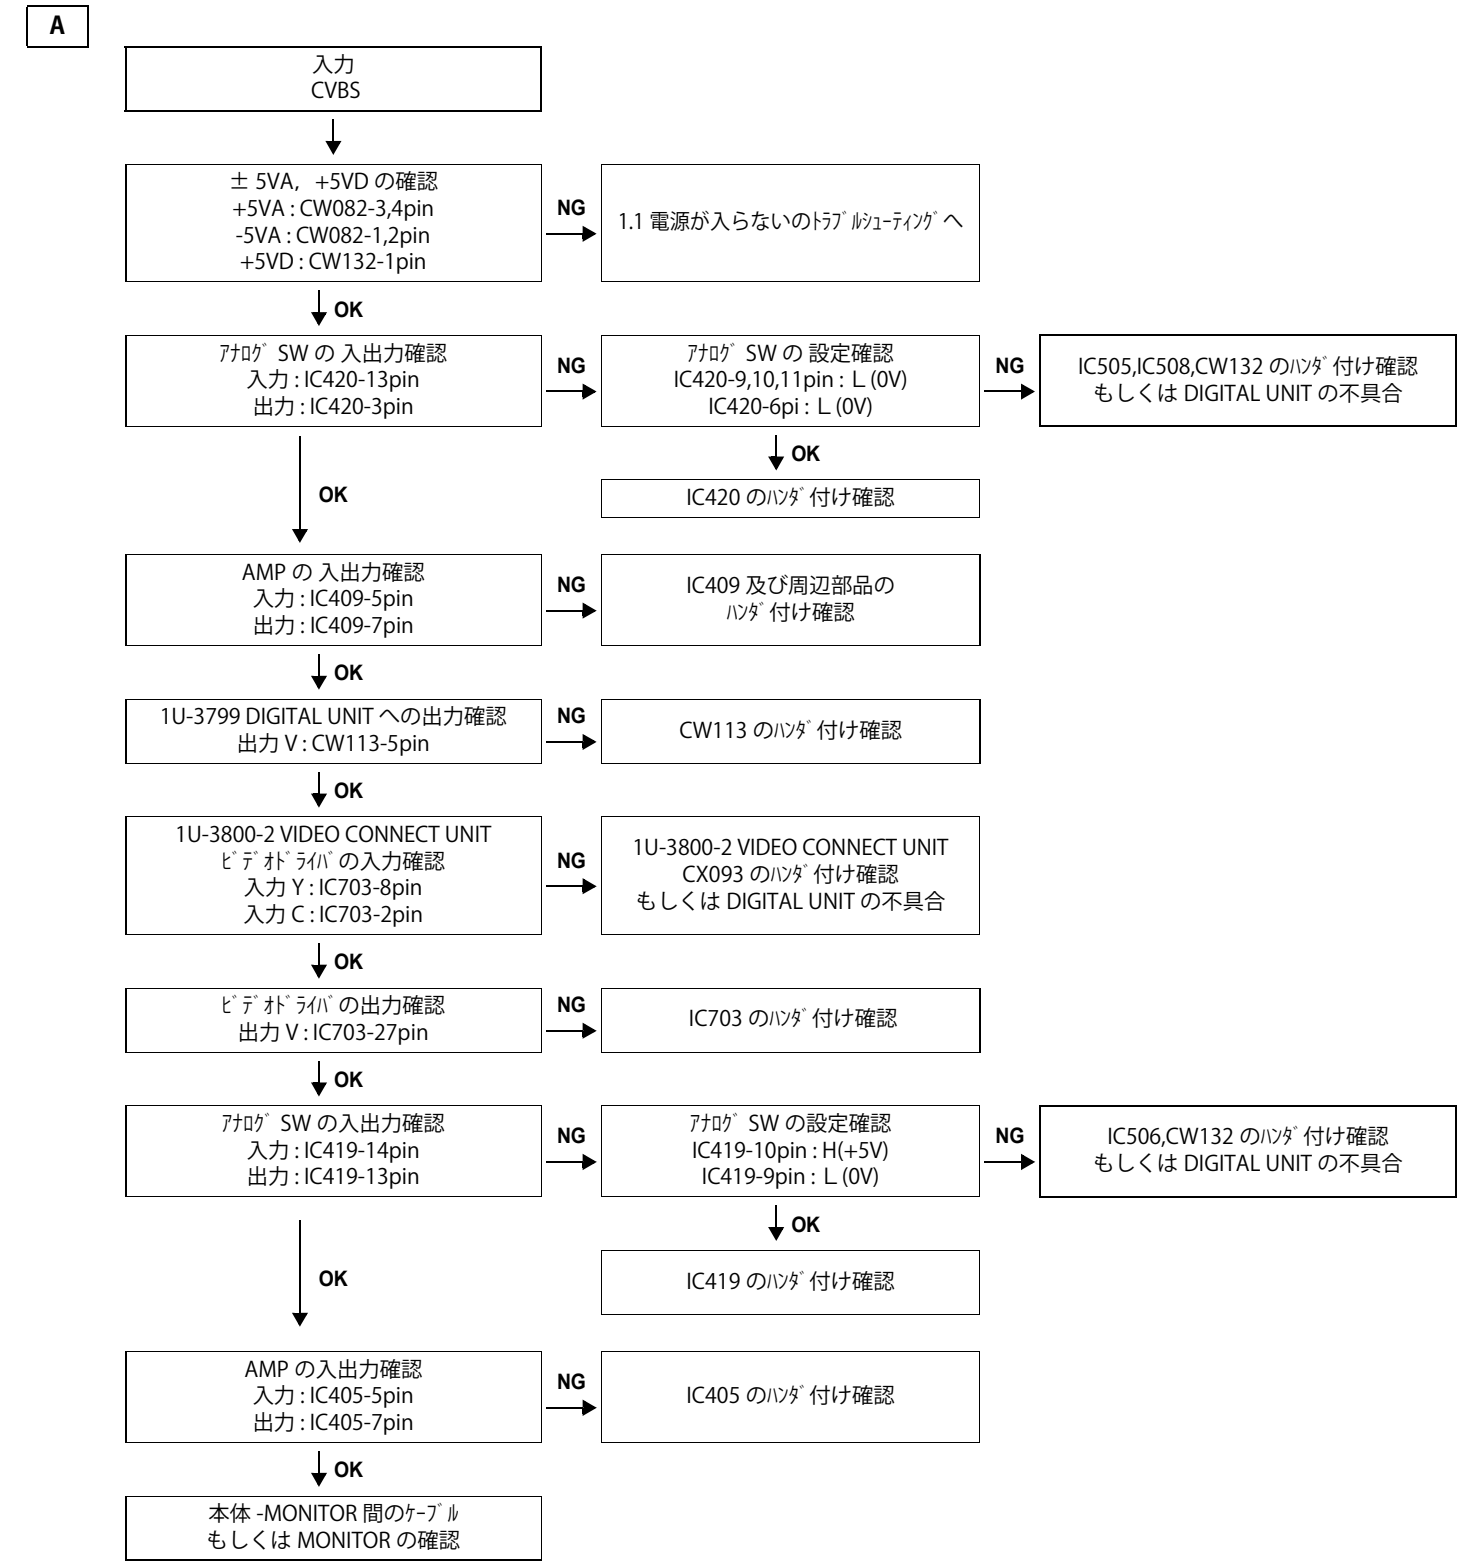 A
入力
CVBS
± 5VA, +5VD の確認
+5VA : CW082-3,4pin
-5VA : CW082-1,2pin
+5VD : CW132-1pin
NG
1.1 電源が入らないのﾄﾗﾌﾞﾙｼｭｰﾃｨﾝｸﾞへ
OK
ｱﾅﾛｸﾞ SW の 入出力確認
入力 : IC420-13pin
出力 : IC420-3pin
NG
ｱﾅﾛｸﾞ SW の 設定確認
IC420-9,10,11pin : L (0V)
IC420-6pi : L (0V)
NG
IC505,IC508,CW132 のﾊﾝﾀﾞ付け確認
もしくは DIGITAL UNIT の不具合
OK
IC420 のﾊﾝﾀﾞ付け確認
OK
AMP の 入出力確認
入力 : IC409-5pin
出力 : IC409-7pin
NG
IC409 及び周辺部品の
ﾊﾝﾀﾞ付け確認
OK
1U-3799 DIGITAL UNIT への出力確認
出力 V : CW113-5pin
NG
CW113 のﾊﾝﾀﾞ付け確認
OK
1U-3800-2 VIDEO CONNECT UNIT
ﾋﾞﾃﾞｵﾄﾞﾗｲﾊﾞの入力確認
入力 Y : IC703-8pin
入力 C : IC703-2pin
NG
1U-3800-2 VIDEO CONNECT UNIT
CX093 のﾊﾝﾀﾞ付け確認
もしくは DIGITAL UNIT の不具合
OK
ﾋﾞﾃﾞｵﾄﾞﾗｲﾊﾞの出力確認
出力 V : IC703-27pin
NG
IC703 のﾊﾝﾀﾞ付け確認
OK
ｱﾅﾛｸﾞ SW の入出力確認
入力 : IC419-14pin
出力 : IC419-13pin
NG
ｱﾅﾛｸﾞ SW の設定確認
IC419-10pin : H(+5V)
IC419-9pin : L (0V)
NG
IC506,CW132 のﾊﾝﾀﾞ付け確認
もしくは DIGITAL UNIT の不具合
OK
IC419 のﾊﾝﾀﾞ付け確認
OK
AMP の入出力確認
入力 : IC405-5pin
出力 : IC405-7pin
NG
IC405 のﾊﾝﾀﾞ付け確認
OK
本体 -MONITOR 間のｹｰﾌﾞﾙ
もしくは MONITOR の確認